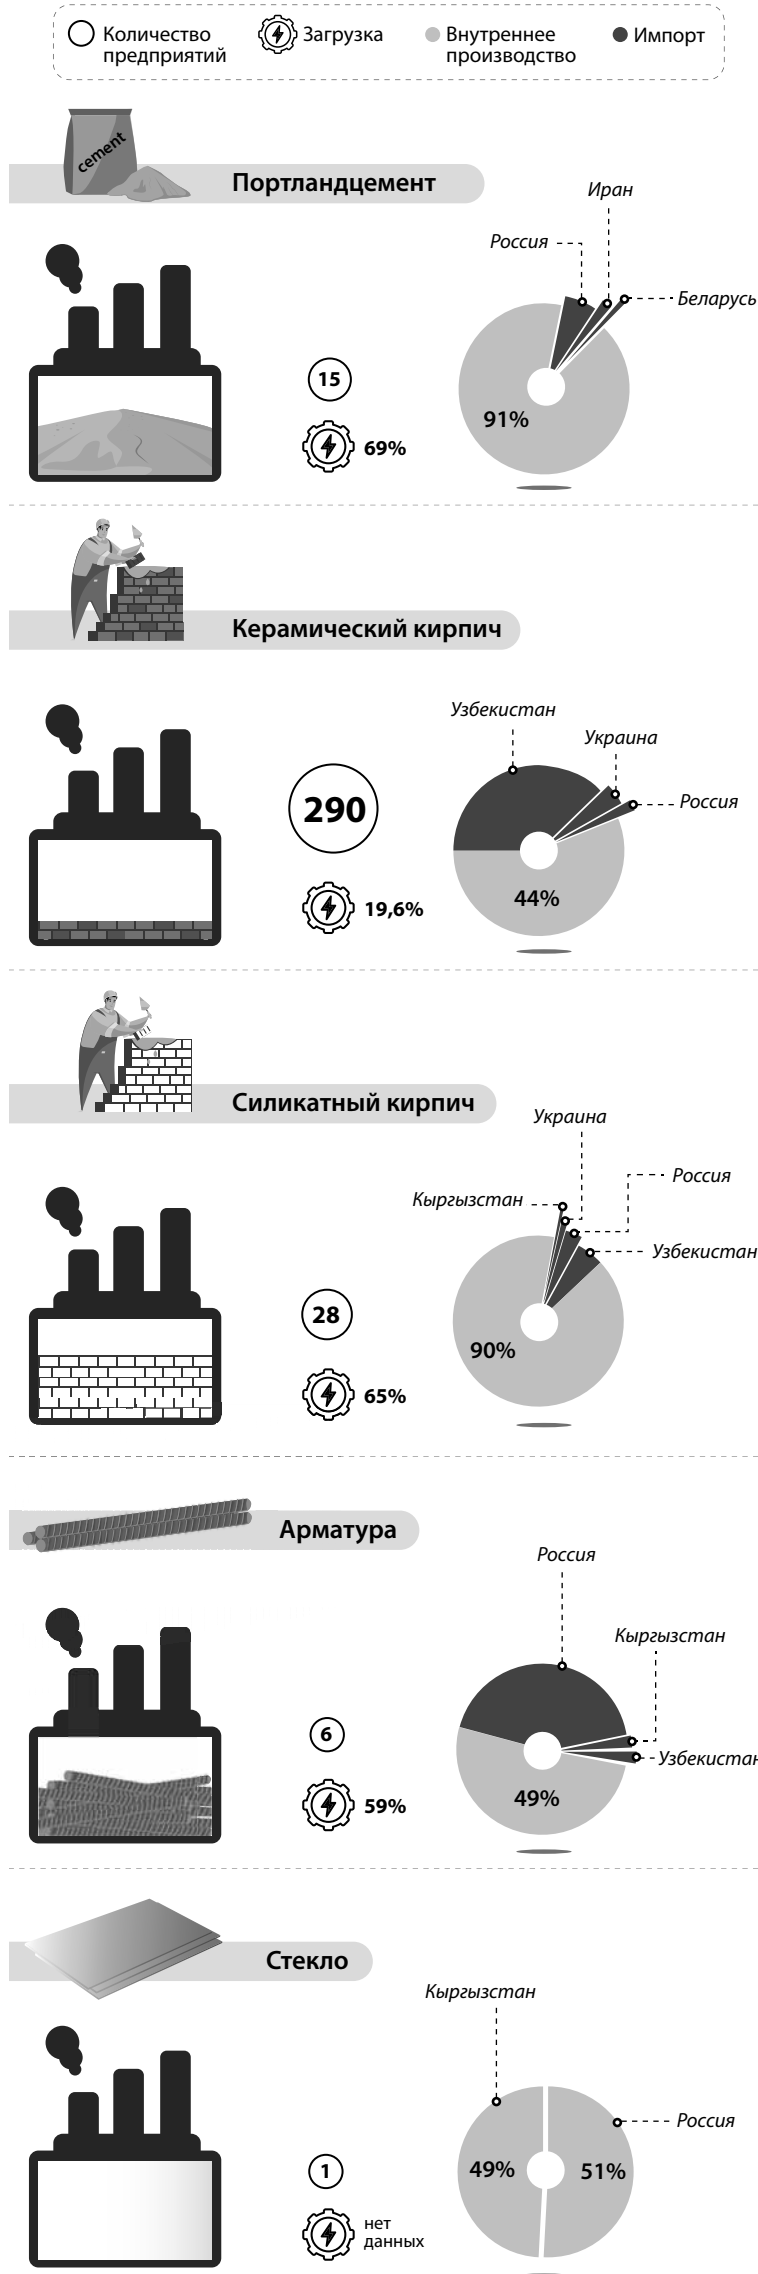 Количество
предприятий
Загрузка
Внутреннее
производство
Импорт
cement
Портландцемент
Иран
Россия
Беларусь
15
91%
69%
Керамический кирпич
Узбекистан
Украина
Россия
290
44%
19,6%
Силикатный кирпич
Украина
Россия
Кыргызстан
Узбекистан
28
90%
65%
Арматура
Россия
Кыргызстан
6
Узбекистан
49%
59%
Стекло
Кыргызстан
Россия
1
49%
51%
нет
данных